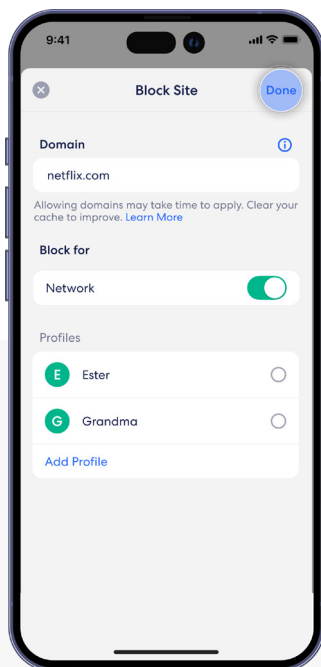 9:41
Block Site
Done
Domain
netflix.com
Allowing domains may take time to apply. Clear your
cache to improve. Learn More
Block for
Network
Profiles
E Ester
G Grandma
Add Profile